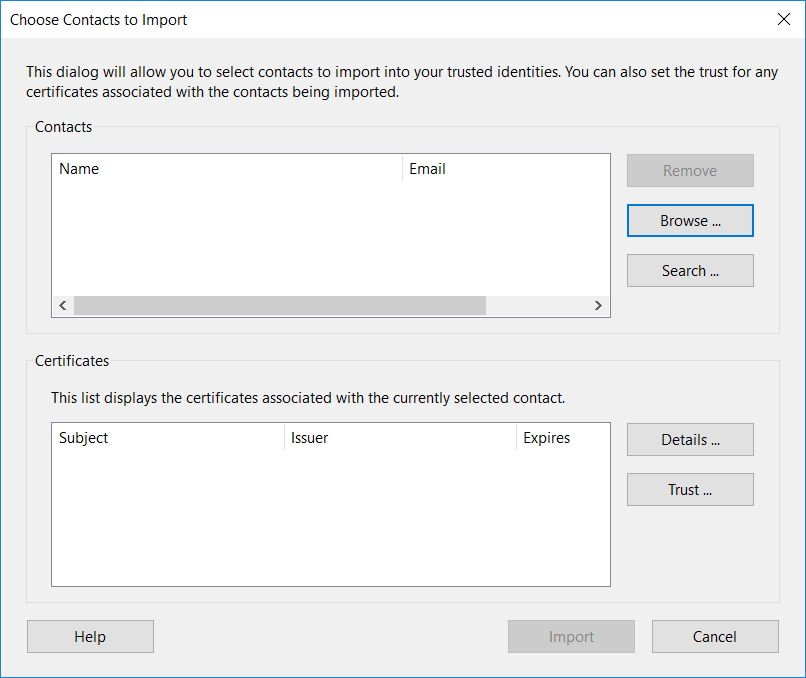 Choose Contacts to Import
This dialog will allow you to select contacts to import into your trusted identities. You can also set the trust for any
certificates associated with the contacts being imported.
Contacts
Name Email
Remove
Browse ...
Search ...
Certificates
This list displays the certificates associated with the currently selected contact.
Subject Issuer Expires
Details ...
Trust ...
Help Import Cancel